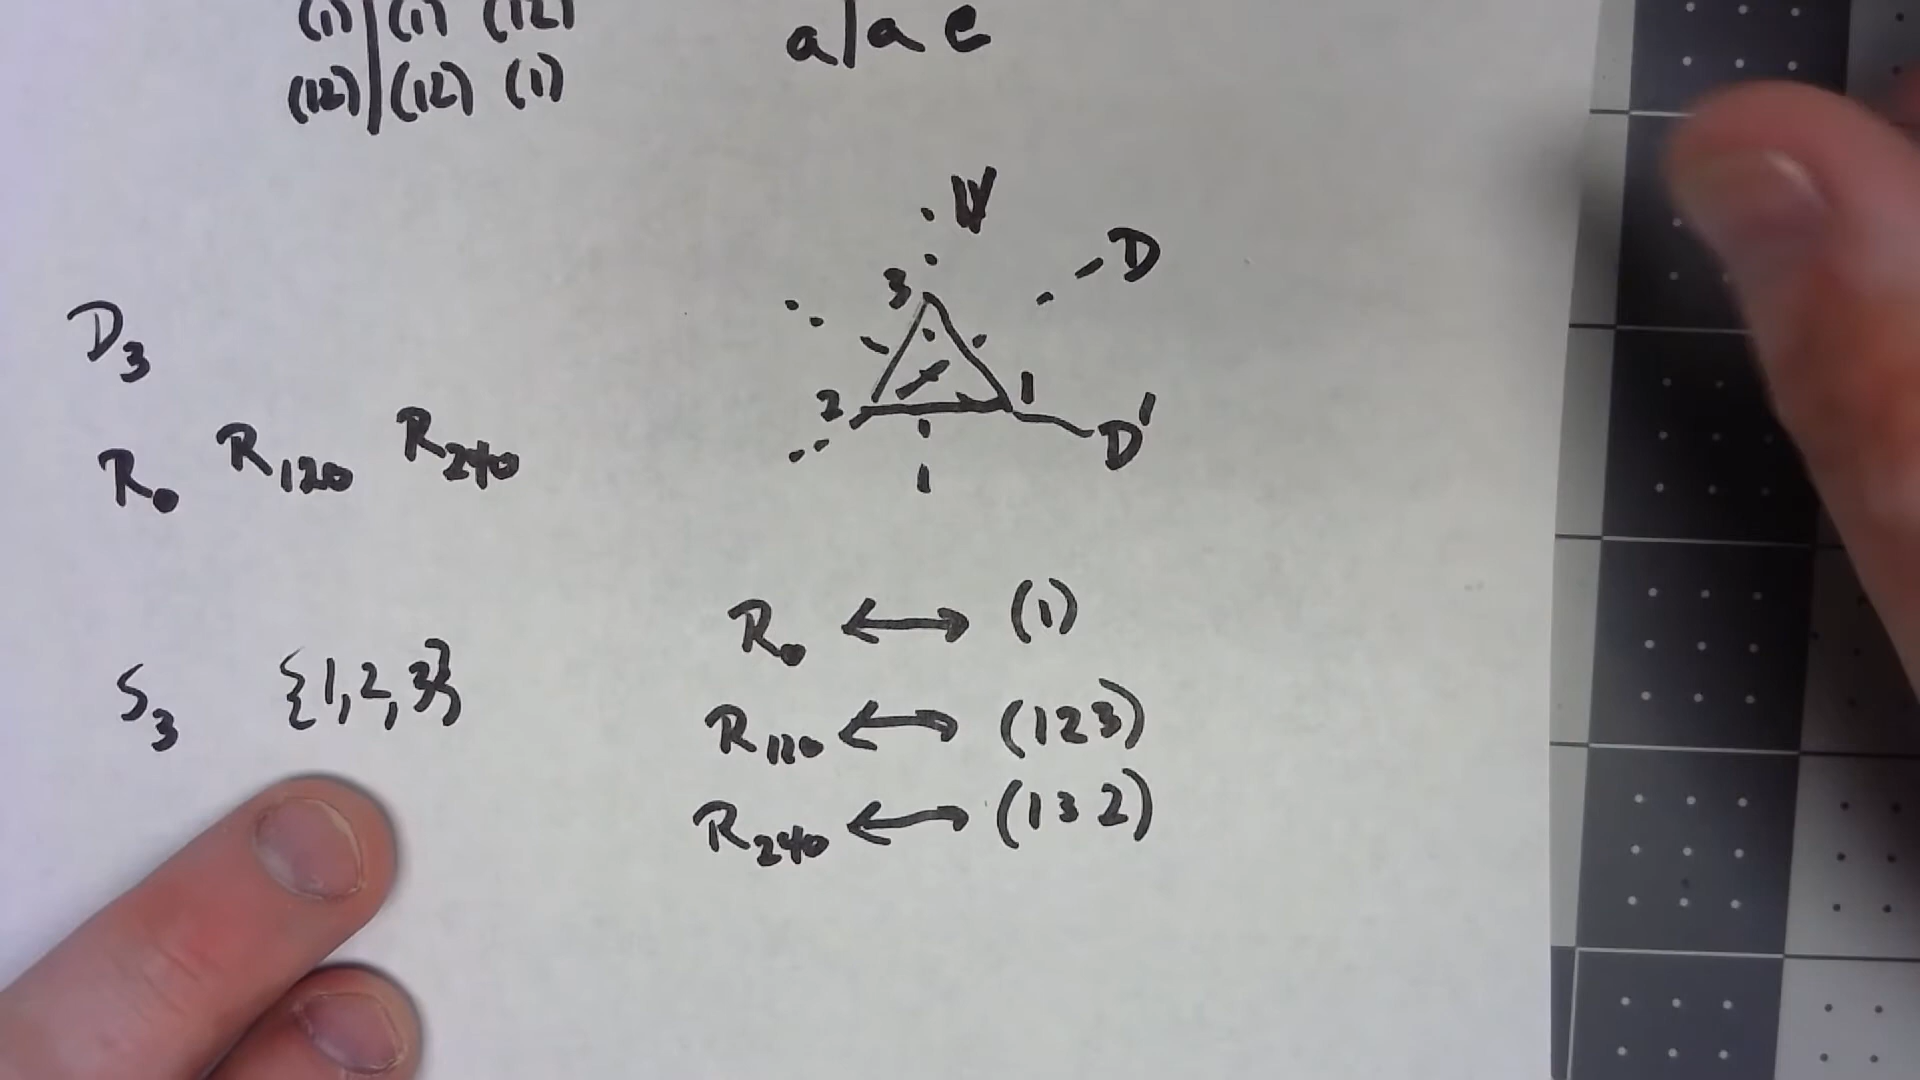 (1) | (1) (12)
(12) | (12) (1)
a | a e
V
D
3
2
1
D'
D₃
R₀ R₁₂₀ R₂₄₀
S₃ {1,2,3}
R₀ ↔ (1)
R₁₂₀ ↔ (123)
R₂₄₀ ↔ (132)